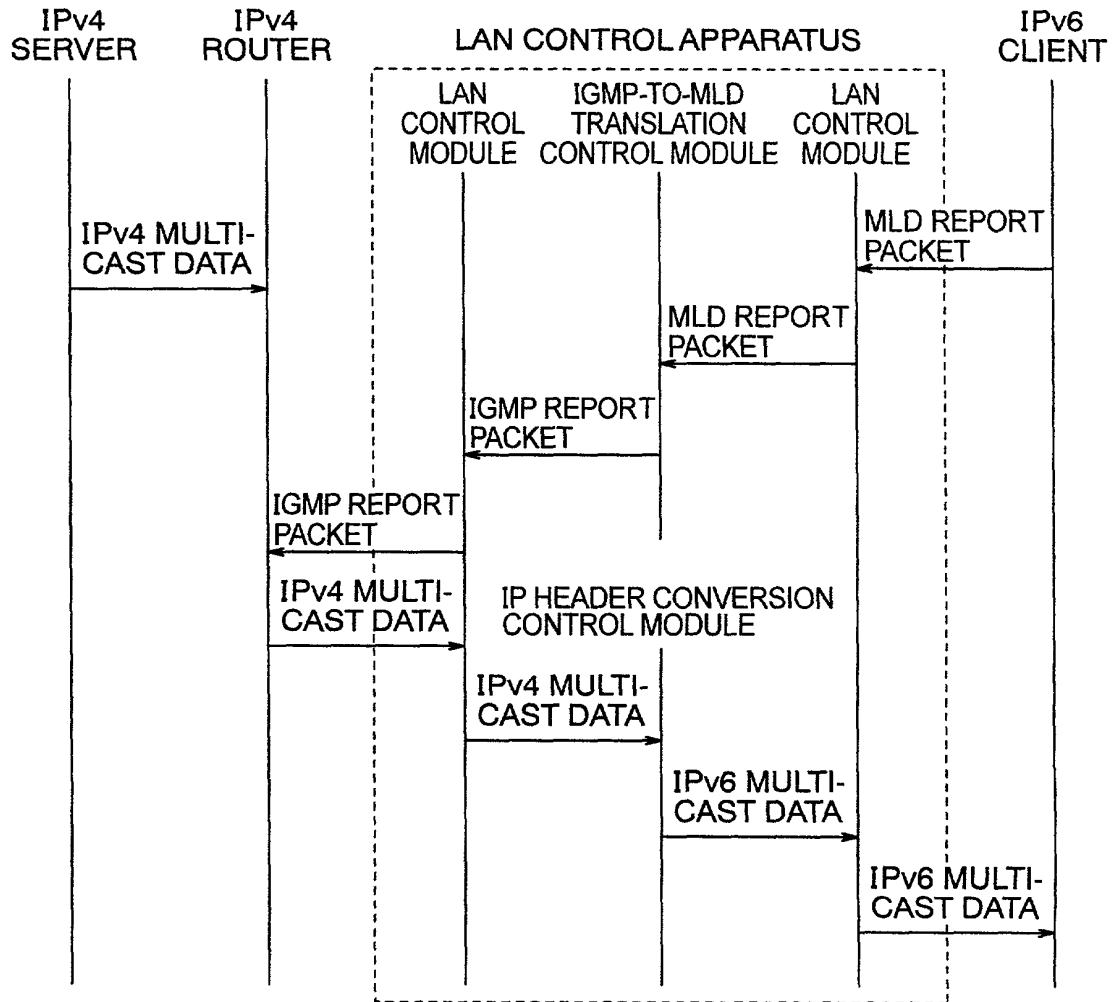 IPv4
SERVER
IPv4
ROUTER
LAN CONTROL APPARATUS
IPv6
CLIENT
LAN
CONTROL
MODULE
IGMP-TO-MLD
TRANSLATION
CONTROL MODULE
LAN
CONTROL
MODULE
IPv4 MULTI-
CAST DATA
MLD REPORT
PACKET
MLD REPORT
PACKET
IGMP REPORT
PACKET
IGMP REPORT
PACKET
IPv4 MULTI-
CAST DATA
IP HEADER CONVERSION
CONTROL MODULE
IPv4 MULTI-
CAST DATA
IPv6 MULTI-
CAST DATA
IPv6 MULTI-
CAST DATA